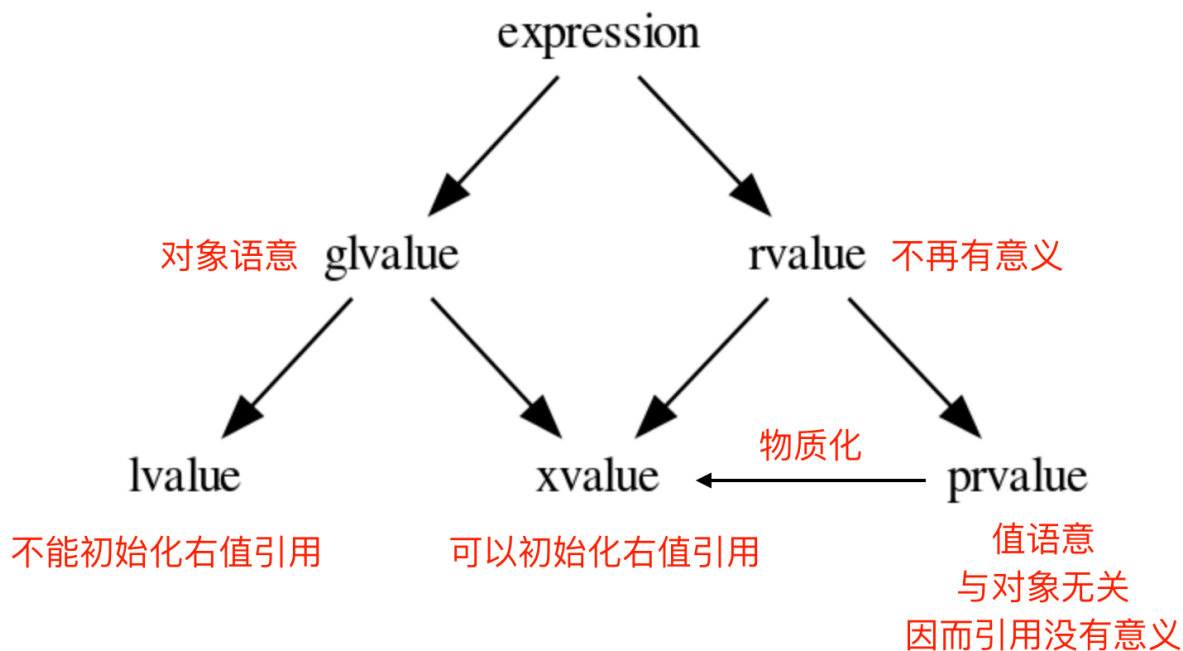 expression
对象语意 glvalue
rvalue 不再有意义
物质化
lvalue
xvalue
prvalue
不能初始化右值引用
可以初始化右值引用
值语意
与对象无关
因而引用没有意义